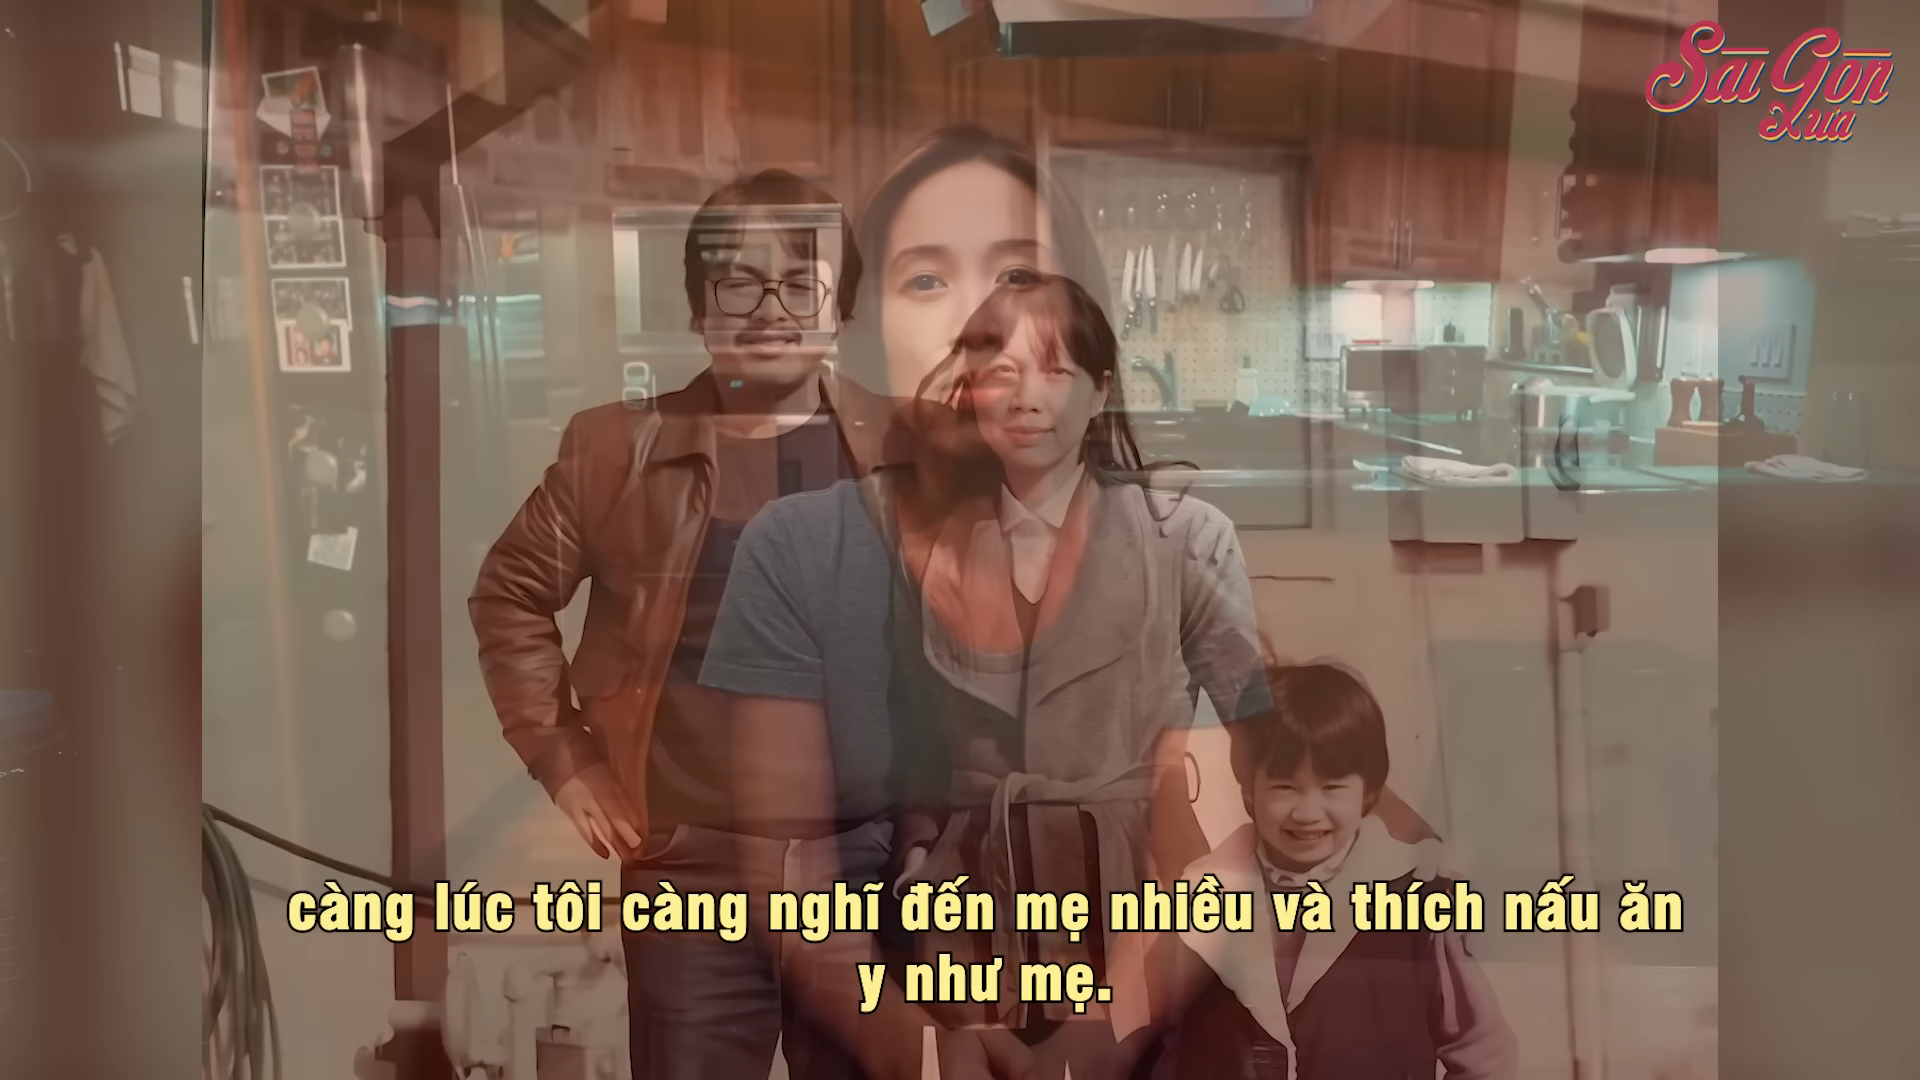 Sài Gòn
Xưa
càng lúc tôi càng nghĩ đến mẹ nhiều và thích nấu ăn
y như mẹ.